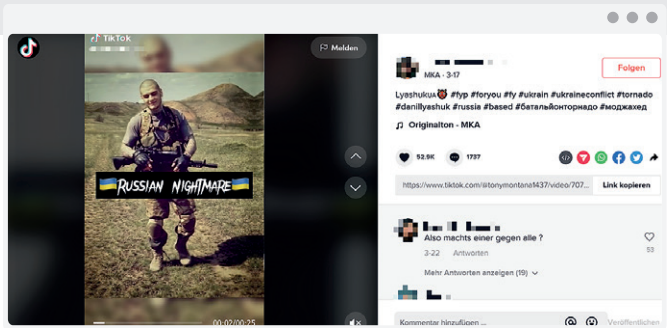 TikTok
Melden
RUSSIAN NIGHTMARE
00:02/00:25
MKA · 3-17
Folgen
Lyashukuʌ👹 #fyp #foryou #fy #ukrain #ukraineconflict #tornado
#danillyashuk #russia #based #батальйонторнадо #моджахед
Originalton - MKA
52.9K
1737
https://www.tiktok.com/@tonymontana1437/video/707...
Link kopieren
Also machts einer gegen alle ?
3-22 Antworten
53
Mehr Antworten anzeigen (19)
Kommentar hinzufügen ...
@
Veröffentlichen